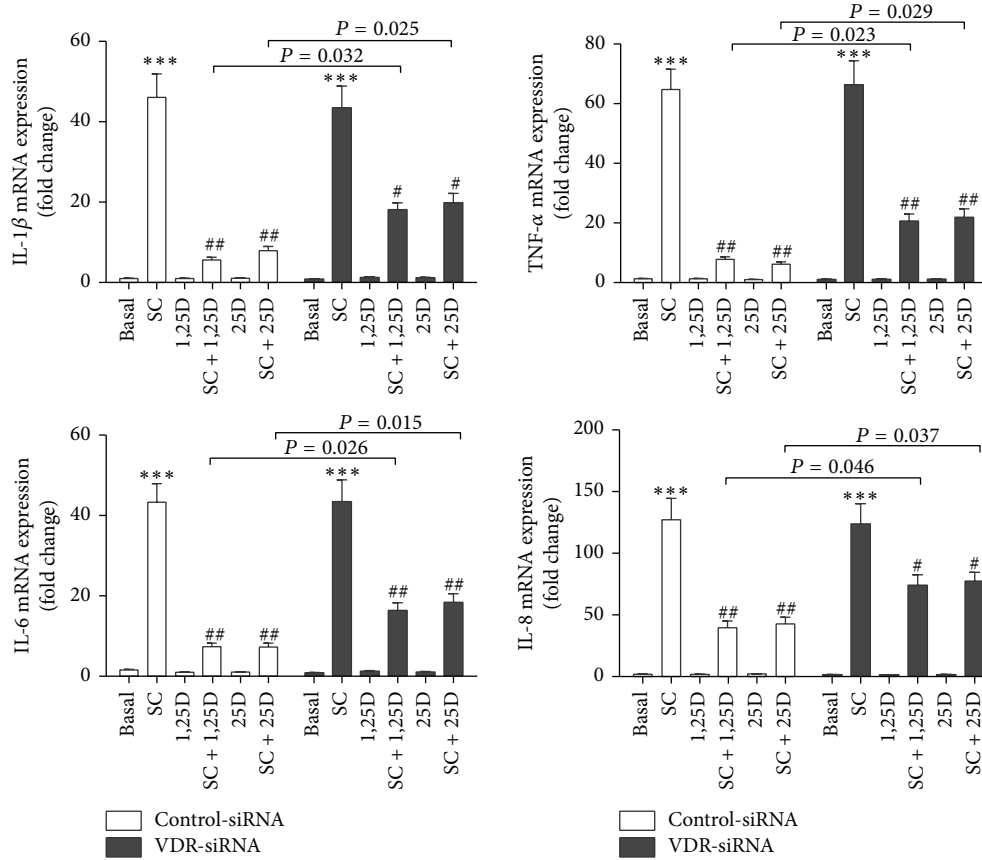 P = 0.025
P = 0.032
60
40
20
0
IL-1β mRNA expression
(fold change)
***
##
##
***
#
#
Basal
SC
1,25D
SC + 1,25D
25D
SC + 25D
Basal
SC
1,25D
SC + 1,25D
25D
SC + 25D
P = 0.029
P = 0.023
80
60
40
20
0
TNF-α mRNA expression
(fold change)
***
##
##
***
##
##
Basal
SC
1,25D
SC + 1,25D
25D
SC + 25D
Basal
SC
1,25D
SC + 1,25D
25D
SC + 25D
P = 0.015
P = 0.026
60
40
20
0
IL-6 mRNA expression
(fold change)
***
##
##
***
##
##
Basal
SC
1,25D
SC + 1,25D
25D
SC + 25D
Basal
SC
1,25D
SC + 1,25D
25D
SC + 25D
P = 0.037
P = 0.046
200
150
100
50
0
IL-8 mRNA expression
(fold change)
***
##
##
***
#
#
Basal
SC
1,25D
SC + 1,25D
25D
SC + 25D
Basal
SC
1,25D
SC + 1,25D
25D
SC + 25D
Control-siRNA
VDR-siRNA
Control-siRNA
VDR-siRNA